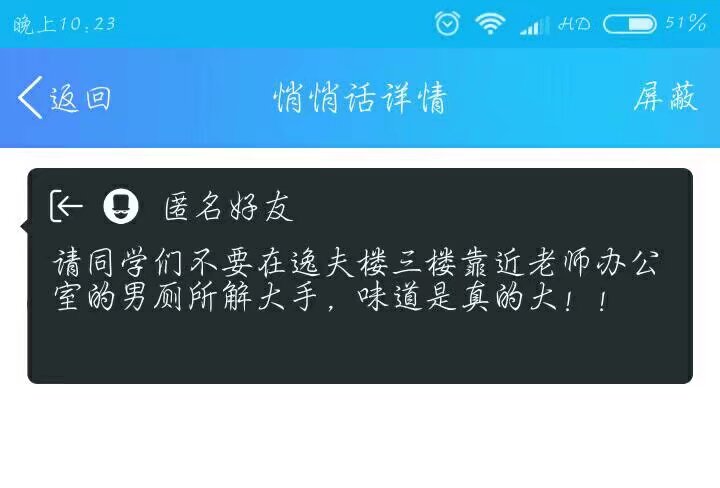 晚上10:23 HD 51%
返回 悄悄话详情 屏蔽
匿名好友
请同学们不要在逸夫楼三楼靠近老师办公
室的男厕所解大手，味道是真的大！！